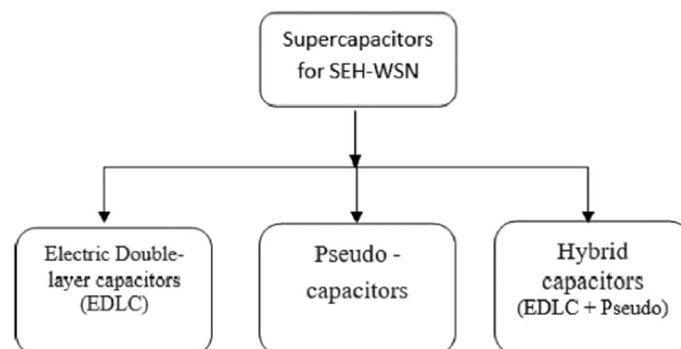 Supercapacitors
for SEH-WSN
Electric Double-
layer capacitors
(EDLC)
Pseudo -
capacitors
Hybrid
capacitors
(EDLC + Pseudo)